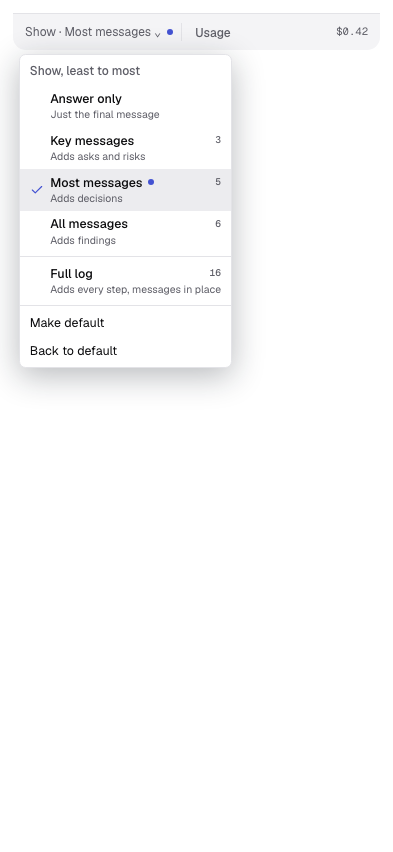 Show · Most messages
Usage
$0.42
Show, least to most
Answer only
Just the final message
Key messages 3
Adds asks and risks
Most messages 5
Adds decisions
All messages 6
Adds findings
Full log 16
Adds every step, messages in place
Make default
Back to default